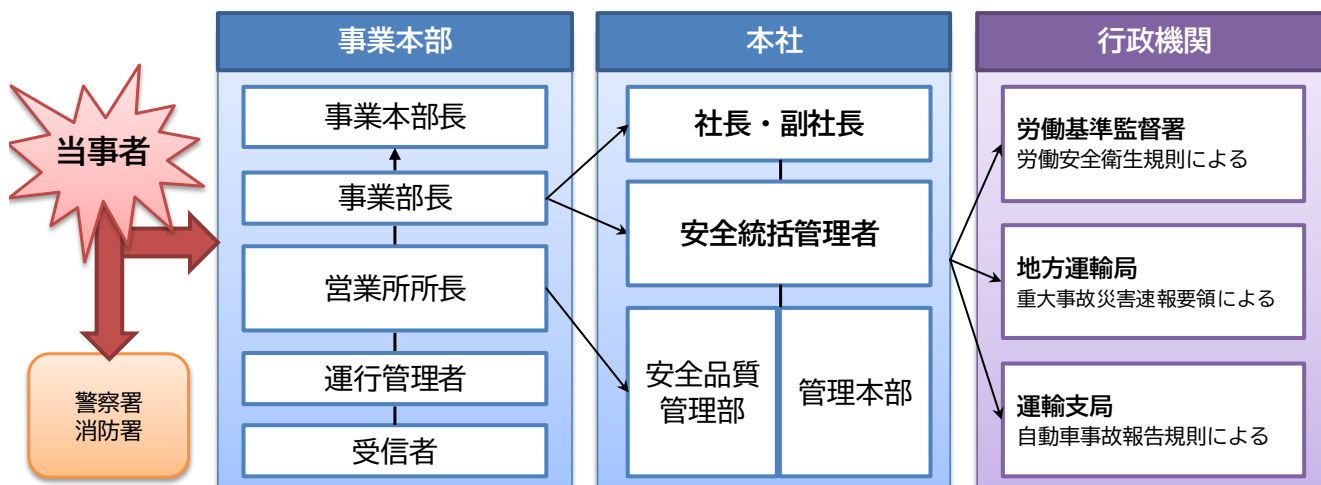 当事者
警察署
消防署
事業本部
事業本部長
事業部長
営業所所長
運行管理者
受信者
本社
社長・副社長
安全統括管理者
安全品質
管理部
管理本部
行政機関
労働基準監督署
労働安全衛生規則による
地方運輸局
重大事故災害速報要領による
運輸支局
自動車事故報告規則による